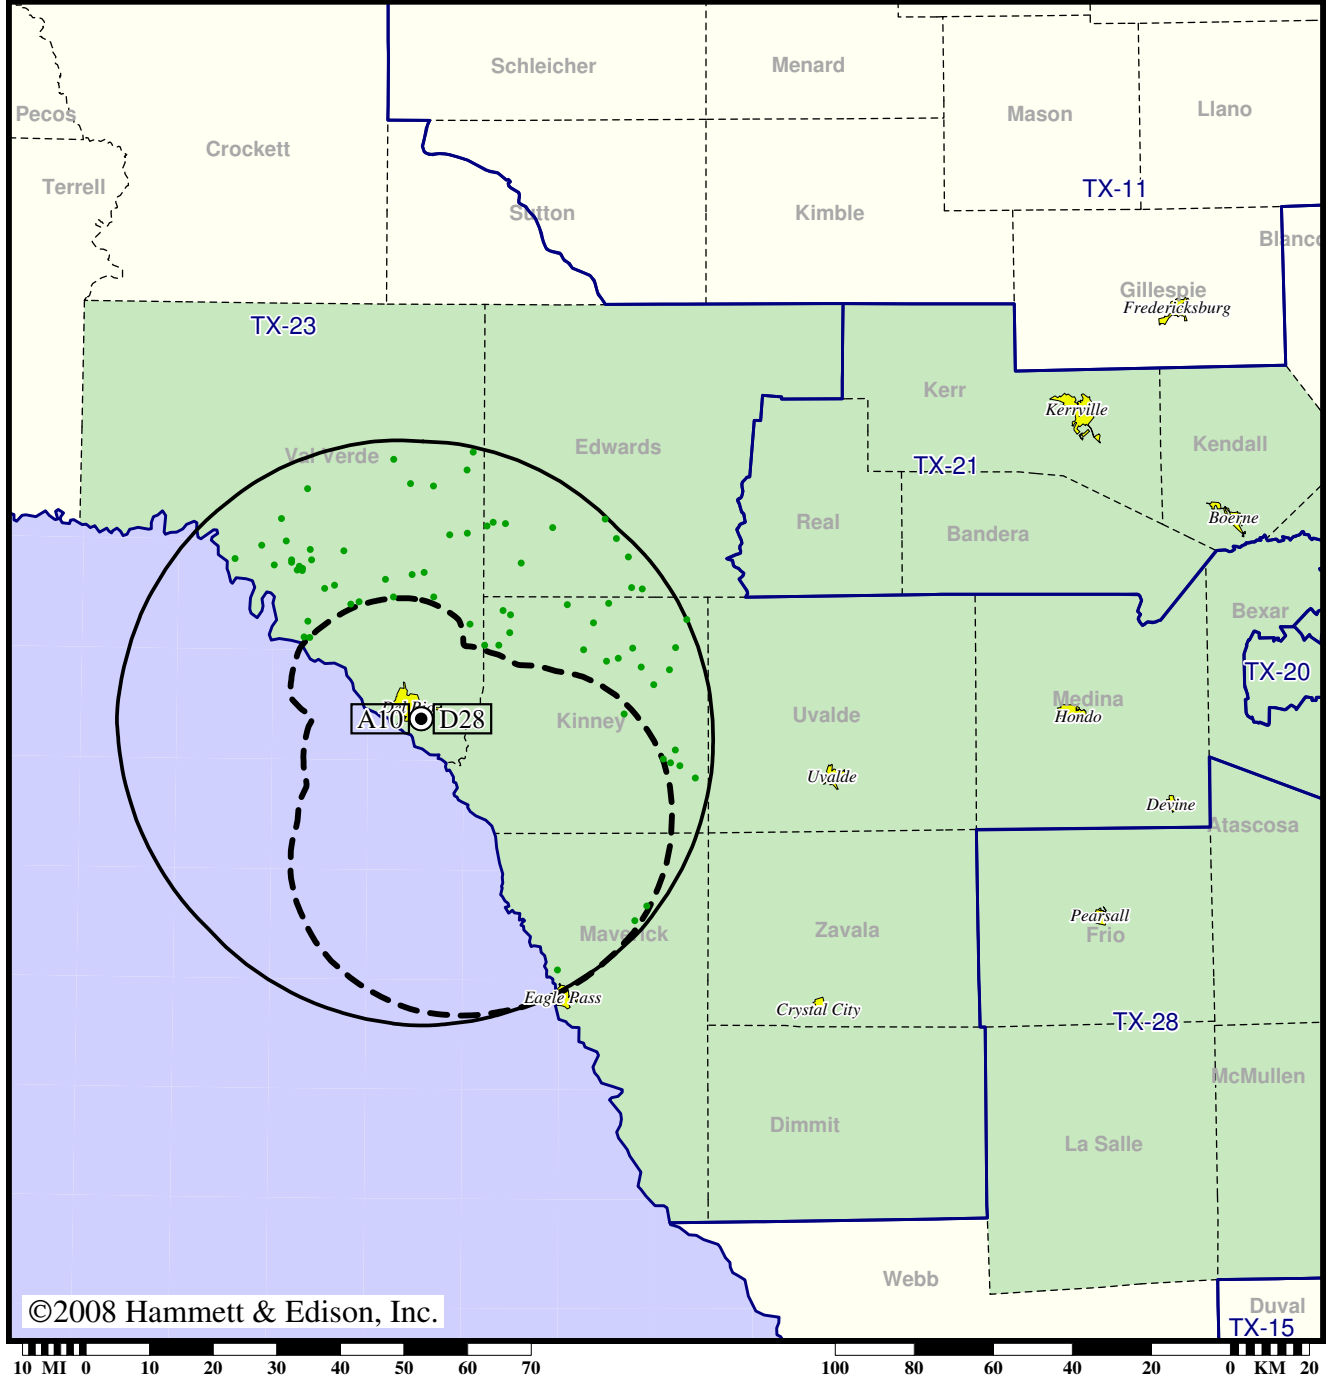 Schleicher
Menard
Pecos
Mason
Llano
Crockett
Terrell
TX-11
Sutton
Kimble
Blanco
Gillespie
Fredericksburg
TX-23
Kerr
Kerrville
Val Verde
Edwards
Kendall
TX-21
Real
Bandera
Boerne
Bexar
TX-20
Medina
Hondo
Del Rio
A10 D28
Kinney
Uvalde
Uvalde
Devine
Atascosa
Pearsall
Frio
Maverick
Zavala
Eagle Pass
Crystal City
TX-28
McMullen
Dimmit
La Salle
Webb
©2008 Hammett & Edison, Inc.
Duval
TX-15
10 MI 0 10 20 30 40 50 60 70 100 80 60 40 20 0 KM 20